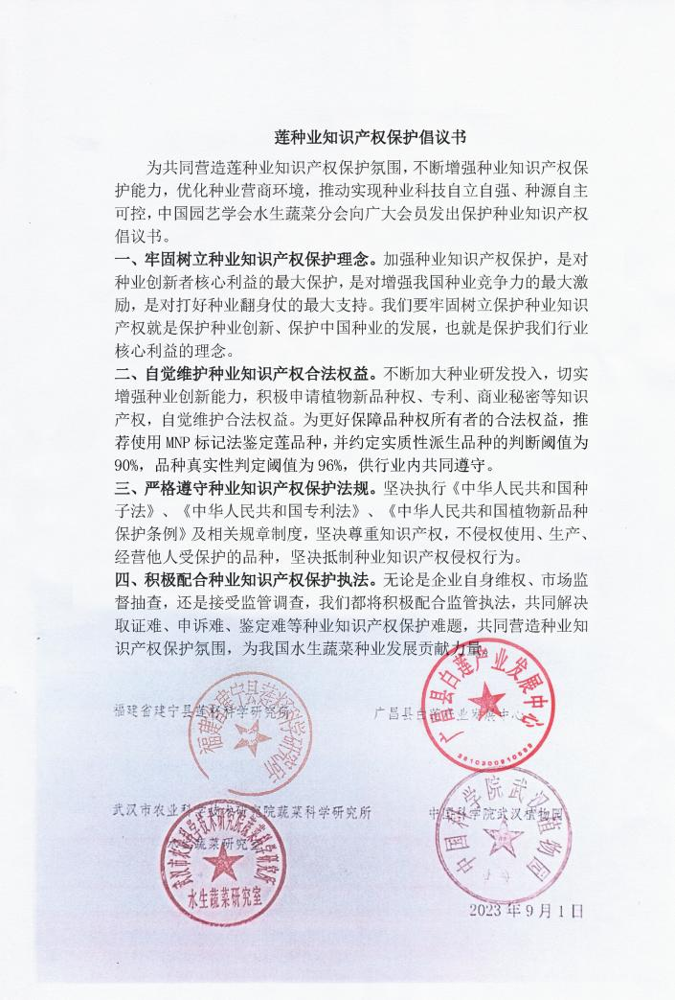 莲种业知识产权保护倡议书
为共同营造莲种业知识产权保护氛围，不断增强种业知识产权保
护能力，优化种业营商环境，推动实现种业科技自立自强、种源自主
可控，中国园艺学会水生蔬菜分会向广大会员发出保护种业知识产权
倡议书。
一、牢固树立种业知识产权保护理念。加强种业知识产权保护，是对
种业创新者核心利益的最大保护，是对增强我国种业竞争力的最大激
励，是对打好种业翻身仗的最大支持。我们要牢固树立保护种业知识
产权就是保护种业创新、保护中国种业的发展，也就是保护我们行业
核心利益的理念。
二、自觉维护种业知识产权合法权益。不断加大种业研发投入，切实
增强种业创新能力，积极申请植物新品种权、专利、商业秘密等知识
产权，自觉维护合法权益。为更好保障品种权所有者的合法权益，推
荐使用 MNP 标记法鉴定莲品种，并约定实质性派生品种的判断阈值为
90%，品种真实性判定阈值为 96%，供行业内共同遵守。
三、严格遵守种业知识产权保护法规。坚决执行《中华人民共和国种
子法》、《中华人民共和国专利法》、《中华人民共和国植物新品种
保护条例》及相关规章制度，坚决尊重知识产权，不侵权使用、生产、
经营他人受保护的品种，坚决抵制种业知识产权侵权行为。
四、积极配合种业知识产权保护执法。无论是企业自身维权、市场监
督抽查，还是接受监管调查，我们都将积极配合监管执法，共同解决
取证难、申诉难、鉴定难等种业知识产权保护难题，共同营造种业知
识产权保护氛围，为我国水生蔬菜种业发展贡献力量。
福建省建宁县莲籽科学研究所
广昌县白莲产业发展中心
福建省建宁县莲籽科学研究所
广昌县白莲产业发展中心
武汉市农业科学技术研究院蔬菜科学研究所
中国科学院武汉植物园
蔬菜研究
武汉市农业科学技术研究院蔬菜科学研究所
水生蔬菜研究室
中国科学院武汉植物园
2023 年 9 月 1 日